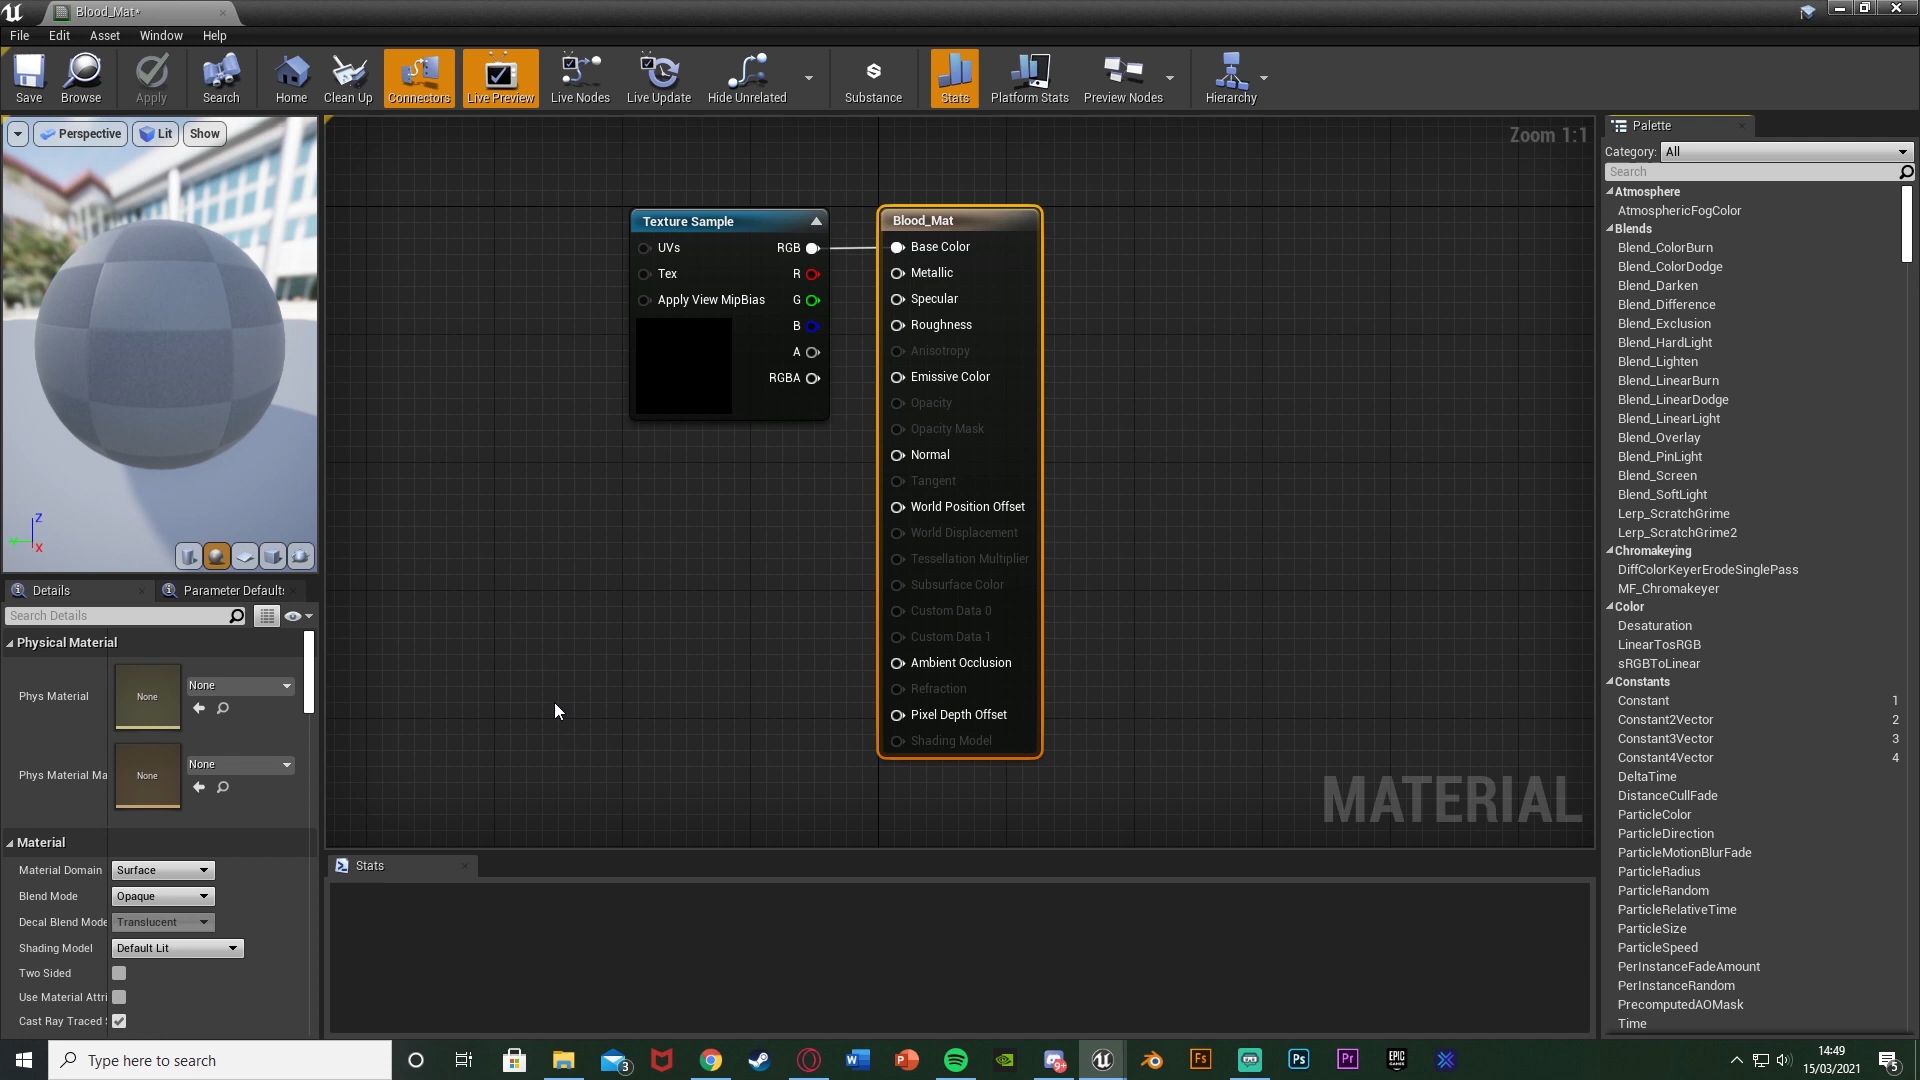 Blood_Mat*
File Edit Asset Window Help
Save Browse Apply Search Home Clean Up Connectors Live Preview Live Nodes Live Update Hide Unrelated Substance Stats Platform Stats Preview Nodes Hierarchy
Perspective Lit Show
Z
X
Zoom 1:1
Texture Sample
UVs RGB
Tex R
Apply View MipBias G
B
A
RGBA
Blood_Mat
Base Color
Metallic
Specular
Roughness
Anisotropy
Emissive Color
Opacity
Opacity Mask
Normal
Tangent
World Position Offset
World Displacement
Tessellation Multiplier
Subsurface Color
Custom Data 0
Custom Data 1
Ambient Occlusion
Refraction
Pixel Depth Offset
Shading Model
MATERIAL
Details Parameter Default
Search Details
Physical Material
Phys Material None None
Phys Material Ma None None
Material
Material Domain Surface
Blend Mode Opaque
Decal Blend Mode Translucent
Shading Model Default Lit
Two Sided
Use Material Attri
Cast Ray Traced
Stats
Palette
Category: All
Search
Atmosphere
AtmosphericFogColor
Blends
Blend_ColorBurn
Blend_ColorDodge
Blend_Darken
Blend_Difference
Blend_Exclusion
Blend_HardLight
Blend_Lighten
Blend_LinearBurn
Blend_LinearDodge
Blend_LinearLight
Blend_Overlay
Blend_PinLight
Blend_Screen
Blend_SoftLight
Lerp_ScratchGrime
Lerp_ScratchGrime2
Chromakeying
DiffColorKeyerErodeSinglePass
MF_Chromakeyer
Color
Desaturation
LinearTosRGB
sRGBToLinear
Constants
Constant 1
Constant2Vector 2
Constant3Vector 3
Constant4Vector 4
DeltaTime
DistanceCullFade
ParticleColor
ParticleDirection
ParticleMotionBlurFade
ParticleRadius
ParticleRandom
ParticleRelativeTime
ParticleSize
ParticleSpeed
PerInstanceFadeAmount
PerInstanceRandom
PrecomputedAOMask
Time
Type here to search
3
W
P
9+
Fs
Ps
Pr
EPIC GAMES
14:49
15/03/2021
5